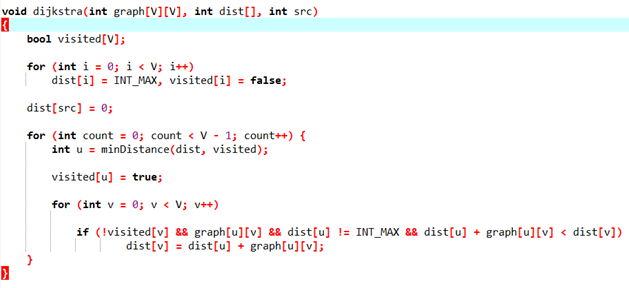 void dijkstra(int graph[V][V], int dist[], int src)
{
    bool visited[V];
    for (int i = 0; i < V; i++)
        dist[i] = INT_MAX, visited[i] = false;
    dist[src] = 0;
    for (int count = 0; count < V - 1; count++) {
        int u = minDistance(dist, visited);
        visited[u] = true;
        for (int v = 0; v < V; v++)
            if (!visited[v] && graph[u][v] && dist[u] != INT_MAX && dist[u] + graph[u][v] < dist[v])
                dist[v] = dist[u] + graph[u][v];
    }
}